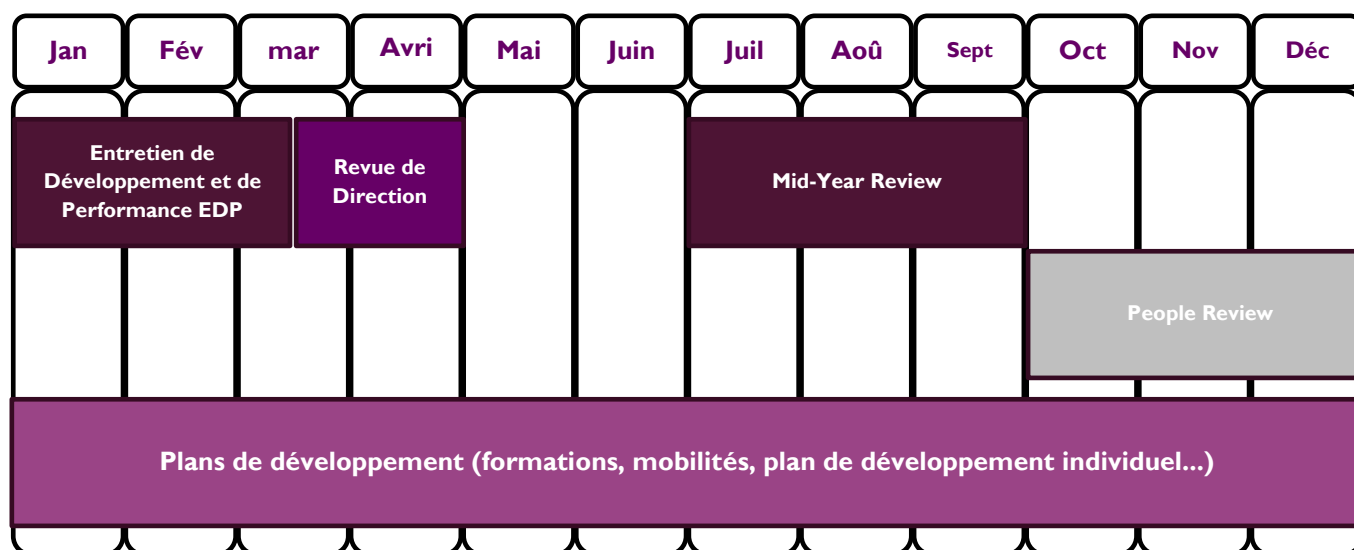 Jan Fév mar Avri Mai Juin Juil Aoû Sept Oct Nov Déc
Entretien de
Développement et de
Performance EDP
Revue de
Direction
Mid-Year Review
People Review
Plans de développement (formations, mobilités, plan de développement individuel...)